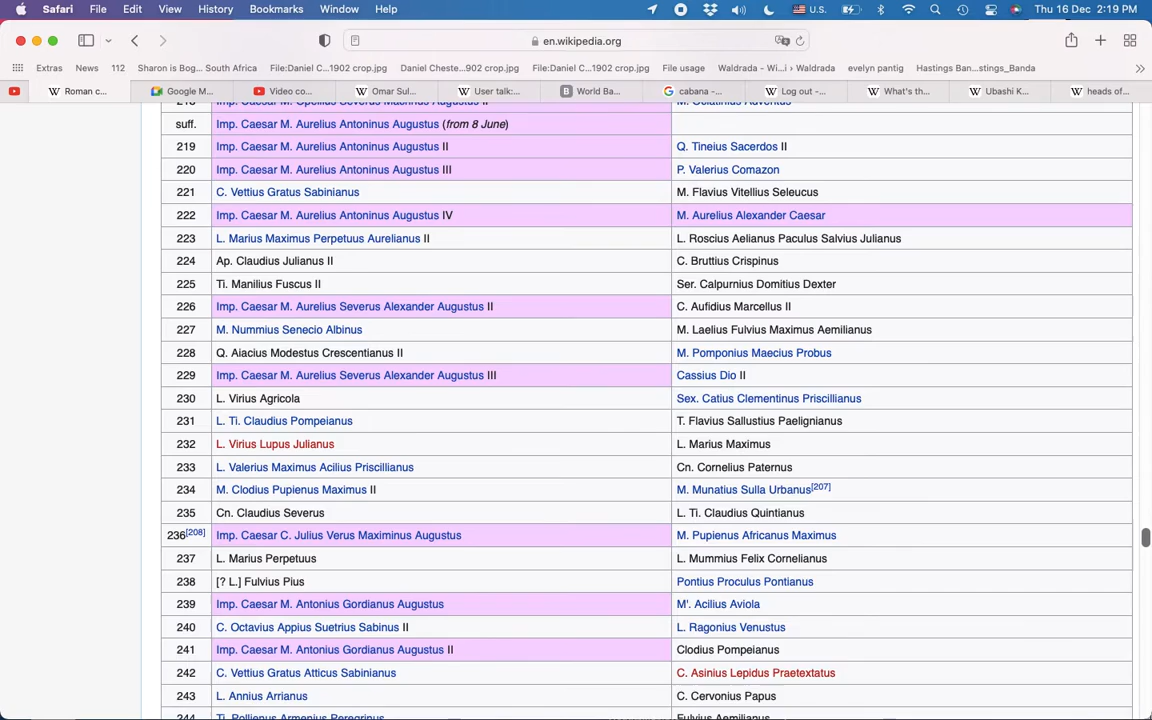 Safari File Edit View History Bookmarks Window Help U.S. Thu 16 Dec 2:19 PM
en.wikipedia.org
Extras News 112 Sharon is Bog... South Africa File:Daniel C...1902 crop.jpg Daniel Cheste...902 crop.jpg File:Daniel C...1902 crop.jpg File usage Waldrada - Wi...i › Waldrada evelyn pantig Hastings Ban...stings_Banda
Roman c... Google M... Video co... Omar Sul... User talk:... World Ba... cabana -... Log out -... What's th... Ubashi K... heads of...
suff. Imp. Caesar M. Aurelius Antoninus Augustus (from 8 June)
219 Imp. Caesar M. Aurelius Antoninus Augustus II Q. Tineius Sacerdos II
220 Imp. Caesar M. Aurelius Antoninus Augustus III P. Valerius Comazon
221 C. Vettius Gratus Sabinianus M. Flavius Vitellius Seleucus
222 Imp. Caesar M. Aurelius Antoninus Augustus IV M. Aurelius Alexander Caesar
223 L. Marius Maximus Perpetuus Aurelianus II L. Roscius Aelianus Paculus Salvius Julianus
224 Ap. Claudius Julianus II C. Bruttius Crispinus
225 Ti. Manilius Fuscus II Ser. Calpurnius Domitius Dexter
226 Imp. Caesar M. Aurelius Severus Alexander Augustus II C. Aufidius Marcellus II
227 M. Nummius Senecio Albinus M. Laelius Fulvius Maximus Aemilianus
228 Q. Aiacius Modestus Crescentianus II M. Pomponius Maecius Probus
229 Imp. Caesar M. Aurelius Severus Alexander Augustus III Cassius Dio II
230 L. Virius Agricola Sex. Catius Clementinus Priscillianus
231 L. Ti. Claudius Pompeianus T. Flavius Sallustius Paelignianus
232 L. Virius Lupus Julianus L. Marius Maximus
233 L. Valerius Maximus Acilius Priscillianus Cn. Cornelius Paternus
234 M. Clodius Pupienus Maximus II M. Munatius Sulla Urbanus[207]
235 Cn. Claudius Severus L. Ti. Claudius Quintianus
236[208] Imp. Caesar C. Julius Verus Maximinus Augustus M. Pupienus Africanus Maximus
237 L. Marius Perpetuus L. Mummius Felix Cornelianus
238 [? L.] Fulvius Pius Pontius Proculus Pontianus
239 Imp. Caesar M. Antonius Gordianus Augustus M'. Acilius Aviola
240 C. Octavius Appius Suetrius Sabinus II L. Ragonius Venustus
241 Imp. Caesar M. Antonius Gordianus Augustus II Clodius Pompeianus
242 C. Vettius Gratus Atticus Sabinianus C. Asinius Lepidus Praetextatus
243 L. Annius Arrianus C. Cervonius Papus
244 Ti. Pollienus Armenius Peregrinus Fulvius Aemilianus